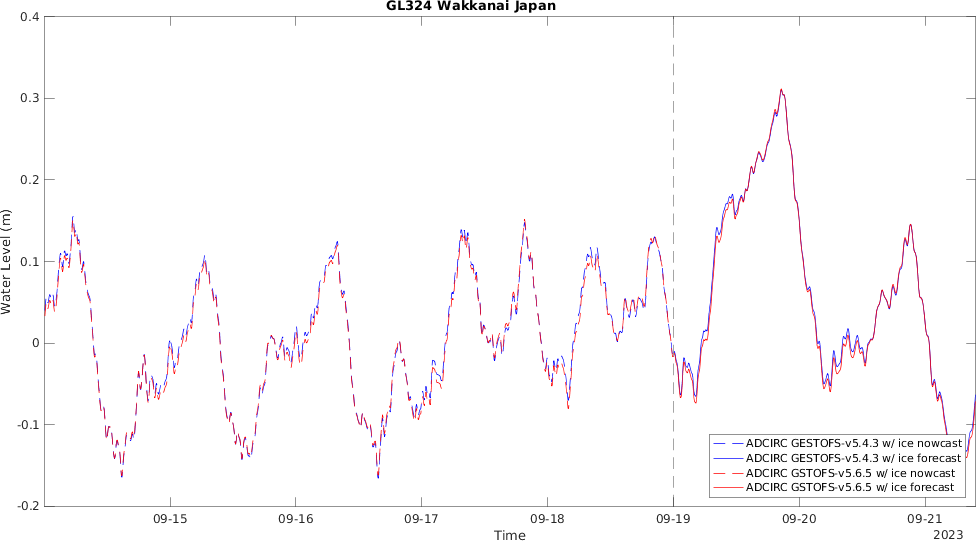 GL324 Wakkanai Japan
0.4
0.3
0.2
0.1
0
-0.1
-0.2
Water Level (m)
09-15 09-16 09-17 09-18 09-19 09-20 09-21
Time
2023
ADCIRC GESTOFS-v5.4.3 w/ ice nowcast
ADCIRC GESTOFS-v5.4.3 w/ ice forecast
ADCIRC GSTOFS-v5.6.5 w/ ice nowcast
ADCIRC GSTOFS-v5.6.5 w/ ice forecast